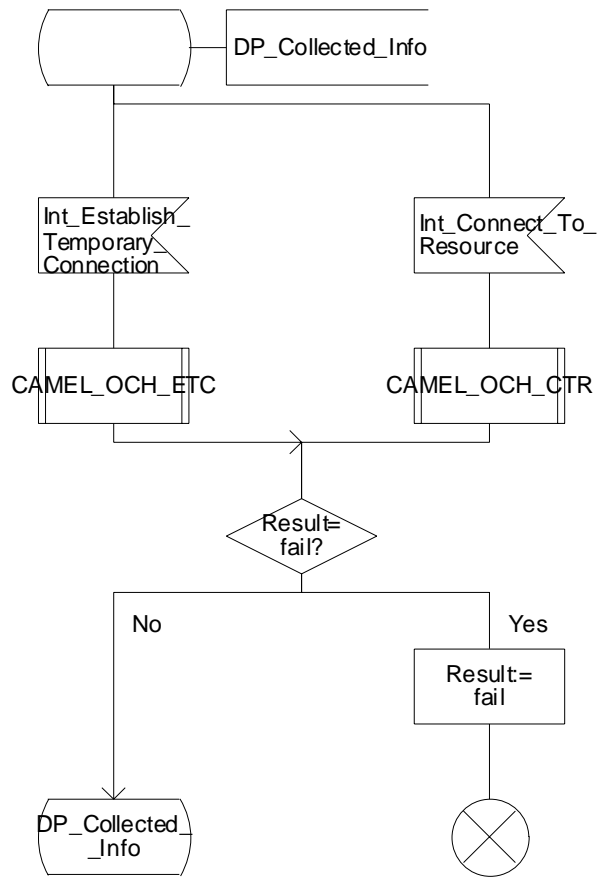 DP_Collected_Info
Int_Establish_
Temporary_
Connection
Int_Connect_To_
Resource
CAMEL_OCH_ETC
CAMEL_OCH_CTR
Result=
fail?
No
Yes
Result:=
fail
DP_Collected_
_Info